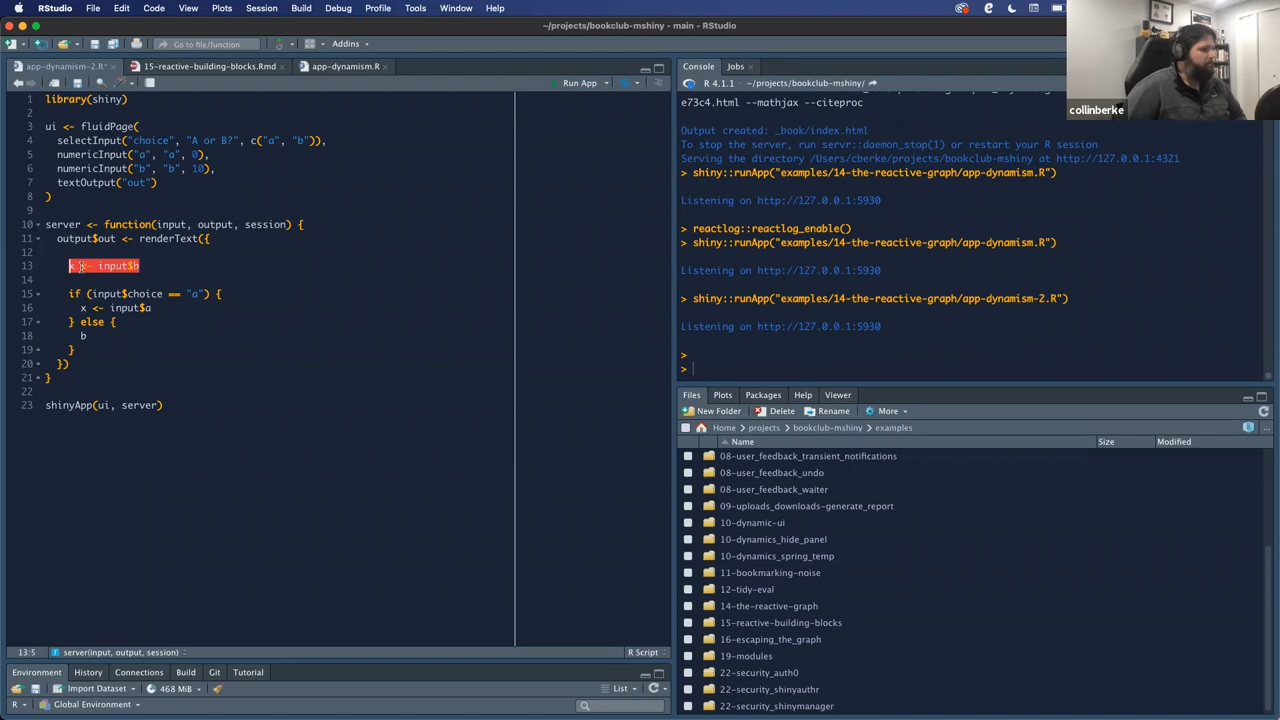 RStudio File Edit Code View Plots Session Build Debug Profile Tools Window Help
~/projects/bookclub-mshiny - main - RStudio
Go to file/function Addins
app-dynamism-2.R* 15-reactive-building-blocks.Rmd app-dynamism.R
Run App
1 library(shiny)
2
3 ui <- fluidPage(
4 selectInput("choice", "A or B?", c("a", "b")),
5 numericInput("a", "a", 0),
6 numericInput("b", "b", 10),
7 textOutput("out")
8 )
9
10 server <- function(input, output, session) {
11 output$out <- renderText({
12
13 x <- input$b
14
15 if (input$choice == "a") {
16 x <- input$a
17 } else {
18 b
19 }
20 })
21 }
22
23 shinyApp(ui, server)
13:5 server(input, output, session) R Script
Environment History Connections Build Git Tutorial
Import Dataset 468 MiB List
R Global Environment
Console Jobs
R 4.1.1 · ~/projects/bookclub-mshiny/
e73c4.html --mathjax --citeproc
Output created: _book/index.html
To stop the server, run servr::daemon_stop(1) or restart your R session
Serving the directory /Users/cberke/projects/bookclub-mshiny at http://127.0.0.1:4321
> shiny::runApp("examples/14-the-reactive-graph/app-dynamism.R")
Listening on http://127.0.0.1:5930
> reactlog::reactlog_enable()
> shiny::runApp("examples/14-the-reactive-graph/app-dynamism.R")
Listening on http://127.0.0.1:5930
> shiny::runApp("examples/14-the-reactive-graph/app-dynamism-2.R")
Listening on http://127.0.0.1:5930
>
>
Files Plots Packages Help Viewer
New Folder Delete Rename More
Home projects bookclub-mshiny examples ...
Name Size Modified
08-user_feedback_transient_notifications
08-user_feedback_undo
08-user_feedback_waiter
09-uploads_downloads-generate_report
10-dynamic-ui
10-dynamics_hide_panel
10-dynamics_spring_temp
11-bookmarking-noise
12-tidy-eval
14-the-reactive-graph
15-reactive-building-blocks
16-escaping_the_graph
19-modules
22-security_auth0
22-security_shinyauthr
22-security_shinymanager
collinberke